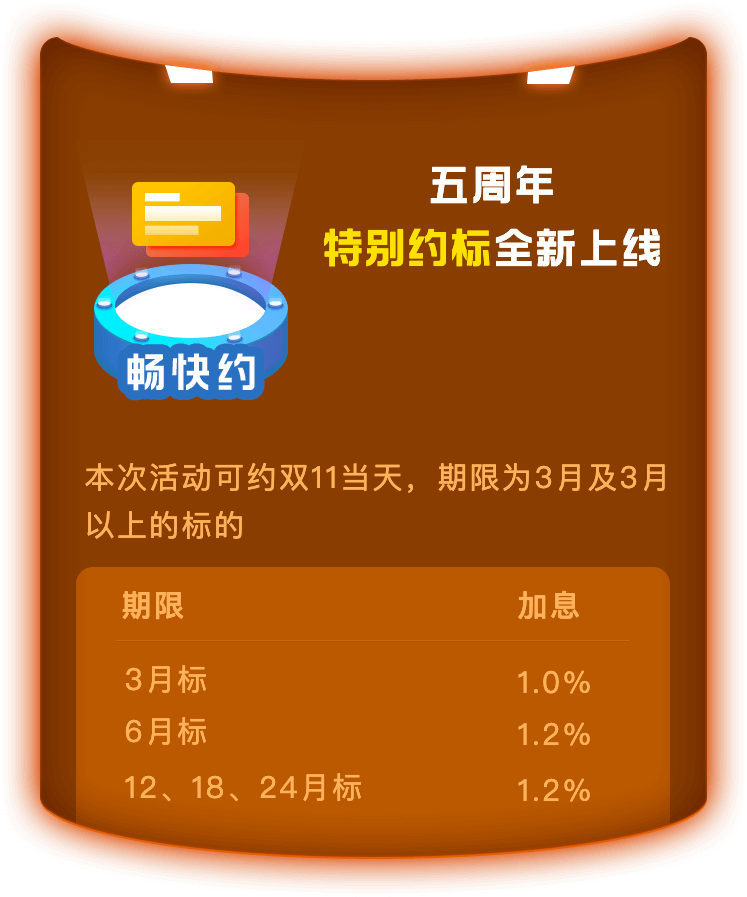 五周年
特别约标全新上线
畅快约
本次活动可约双11当天，期限为3月及3月
以上的标的
期限 加息
3月标 1.0%
6月标 1.2%
12、18、24月标 1.2%